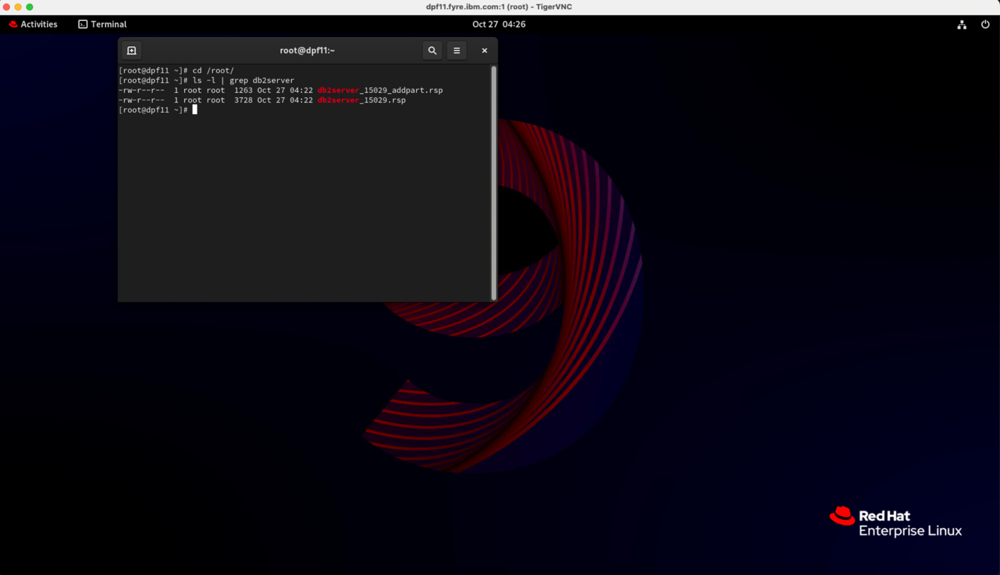 dpf11.fyre.ibm.com:1 (root) - TigerVNC
Activities Terminal Oct 27 04:26
root@dpf11:~
[root@dpf11 ~]# cd /root/
[root@dpf11 ~]# ls -l | grep db2server
-rw-r--r--  1 root root  1263 Oct 27 04:22 db2server_15029_addpart.rsp
-rw-r--r--  1 root root  3728 Oct 27 04:22 db2server_15029.rsp
[root@dpf11 ~]#
Red Hat
Enterprise Linux